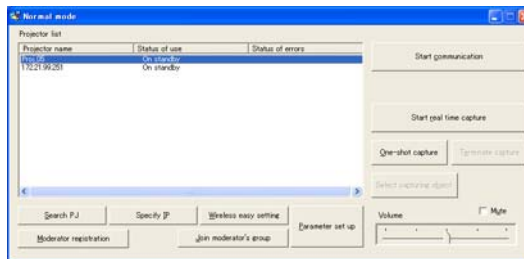 Normal mode
Projector list
Projector name Status of use Status of errors
Proj.05 On standby
172.21.99.251 On standby
Start communication
Start real time capture
One-shot capture Terminate capture
Select capturing object
Search PJ Specify IP Wireless easy setting Parameter set up
Moderator registration Join moderator's group
Volume Mute